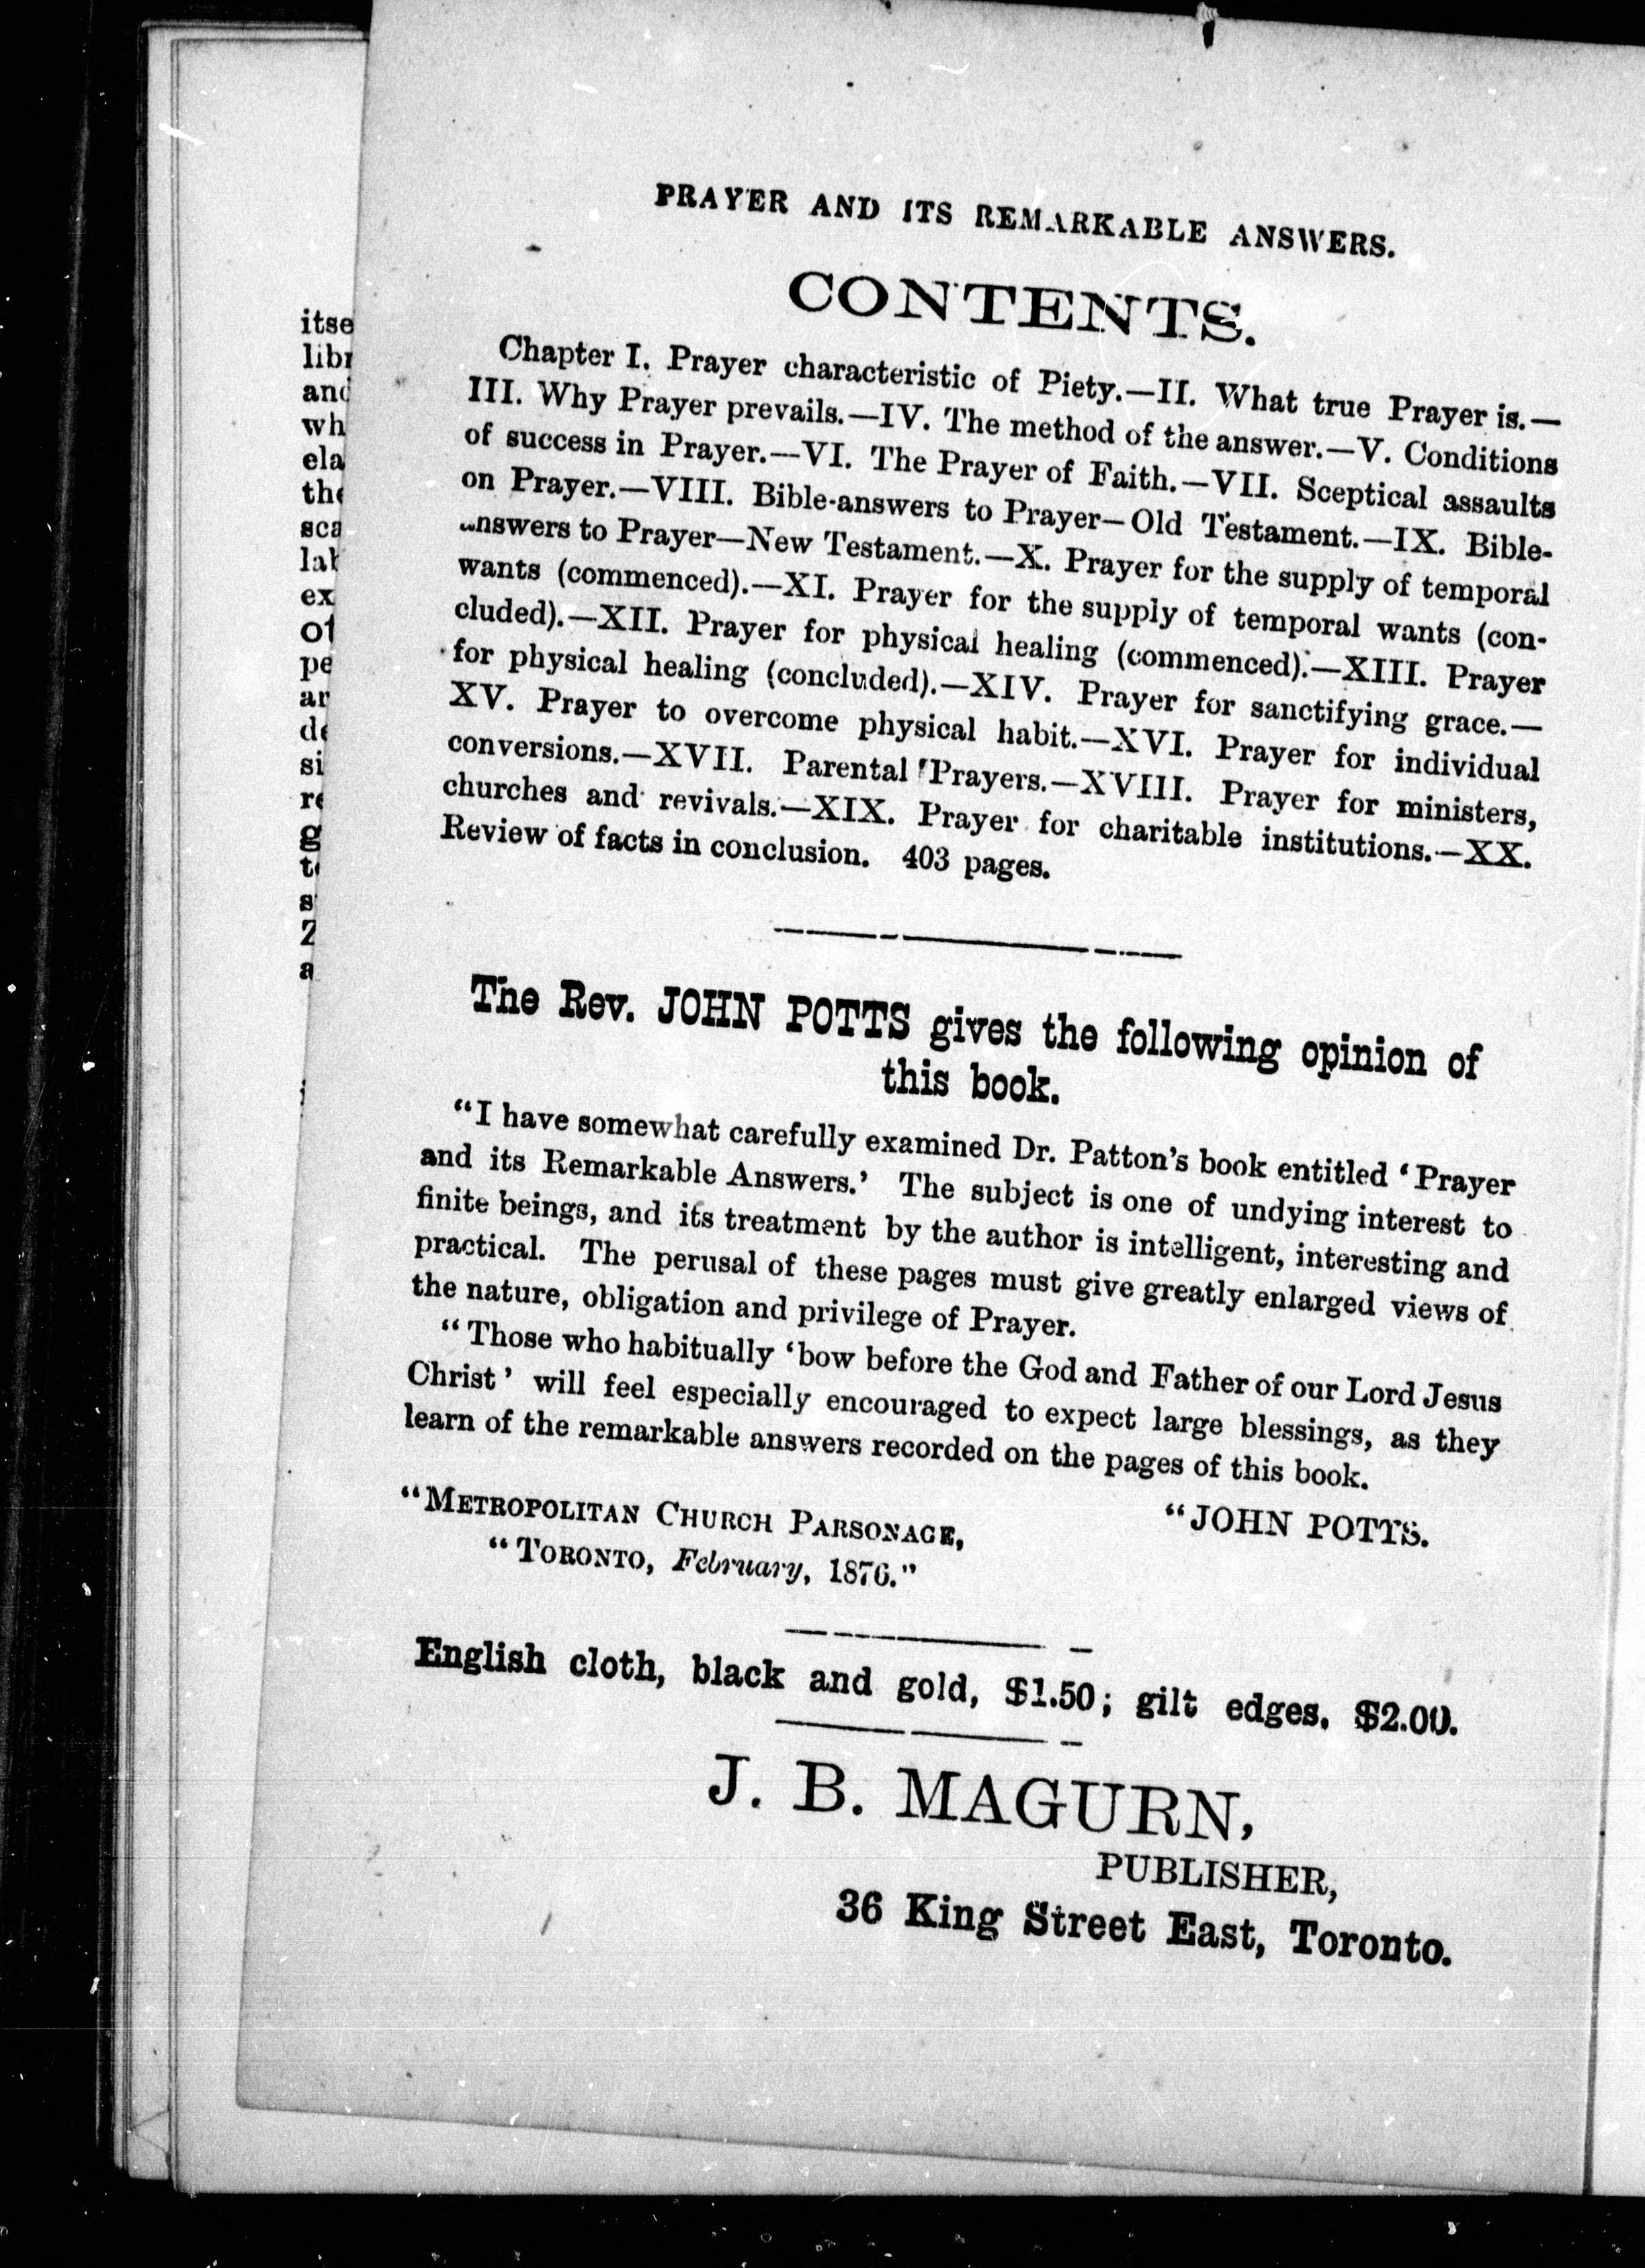 PRAYER AND ITS REMARKABLE ANSWERS.
CONTENTS.
Chapter I. Prayer characteristic of Piety.—II. What true Prayer is.—
III. Why Prayer prevails.—IV. The method of the answer.—V. Conditions
of success in Prayer.—VI. The Prayer of Faith.—VII. Sceptical assaults
on Prayer.—VIII. Bible-answers to Prayer—Old Testament.—IX. Bible-
answers to Prayer—New Testament.—X. Prayer for the supply of temporal
wants (commenced).—XI. Prayer for the supply of temporal wants (con-
cluded).—XII. Prayer for physical healing (commenced).—XIII. Prayer
for physical healing (concluded).—XIV. Prayer for sanctifying grace.—
XV. Prayer to overcome physical habit.—XVI. Prayer for individual
conversions.—XVII. Parental Prayers.—XVIII. Prayer for ministers,
churches and revivals.—XIX. Prayer for charitable institutions.—XX.
Review of facts in conclusion. 403 pages.
The Rev. JOHN POTTS gives the following opinion of
this book.
"I have somewhat carefully examined Dr. Patton's book entitled 'Prayer
and its Remarkable Answers.' The subject is one of undying interest to
finite beings, and its treatment by the author is intelligent, interesting and
practical. The perusal of these pages must give greatly enlarged views of
the nature, obligation and privilege of Prayer.
"Those who habitually 'bow before the God and Father of our Lord Jesus
Christ' will feel especially encouraged to expect large blessings, as they
learn of the remarkable answers recorded on the pages of this book.
"JOHN POTTS.
"METROPOLITAN CHURCH PARSONAGE,
"TORONTO, February, 1876."
English cloth, black and gold, $1.50; gilt edges, $2.00.
J. B. MAGURN,
PUBLISHER,
36 King Street East, Toronto.